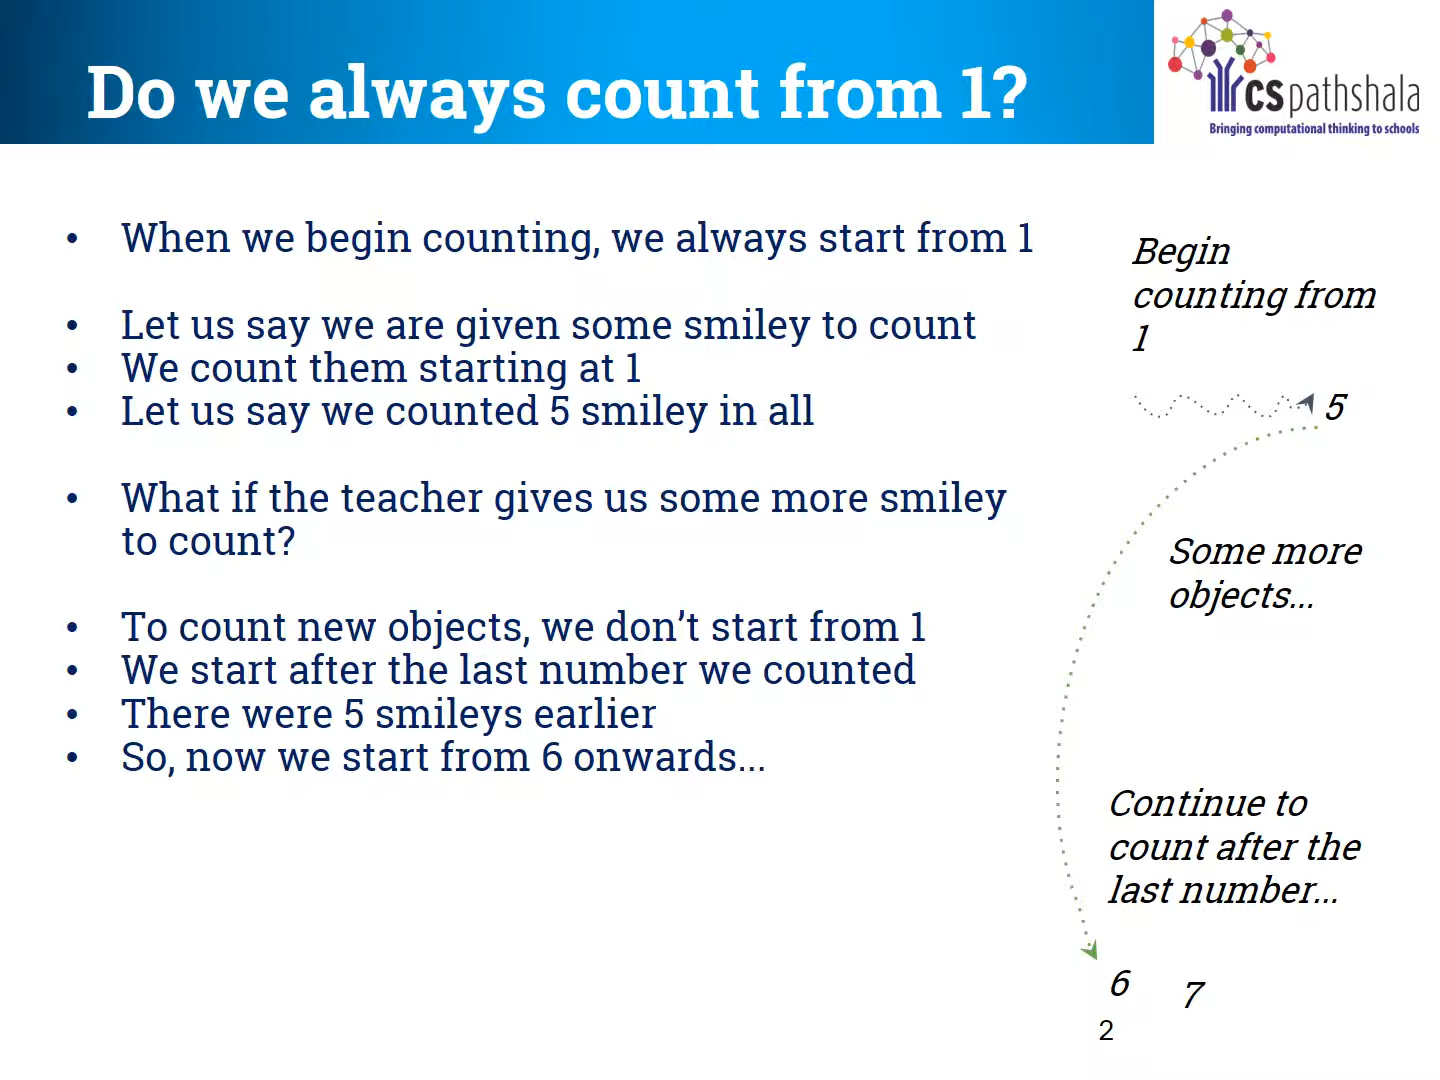 Do we always count from 1?
CSpathshala
Bringing computational thinking to schools
• When we begin counting, we always start from 1
• Let us say we are given some smiley to count
• We count them starting at 1
• Let us say we counted 5 smiley in all
• What if the teacher gives us some more smiley
to count?
• To count new objects, we don’t start from 1
• We start after the last number we counted
• There were 5 smileys earlier
• So, now we start from 6 onwards...
Begin
counting from
1
5
Some more
objects...
Continue to
count after the
last number...
6 7
2